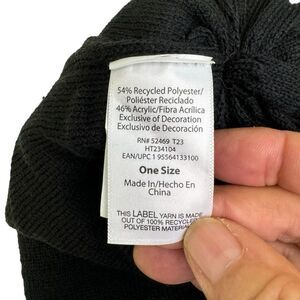 54% Recycled Polyester/
Poliéster Reciclado
46% Acrylic/Fibra Acrílica
Exclusive of Decoration
Exclusivo de Decoración
RN# 52469 T23
HT234104
EAN/UPC 1 95564133100
One Size
Made In/Hecho En
China
THIS LABEL YARN IS MADE
OUT OF 100% RECYCLED
POLYESTER MATERIAL